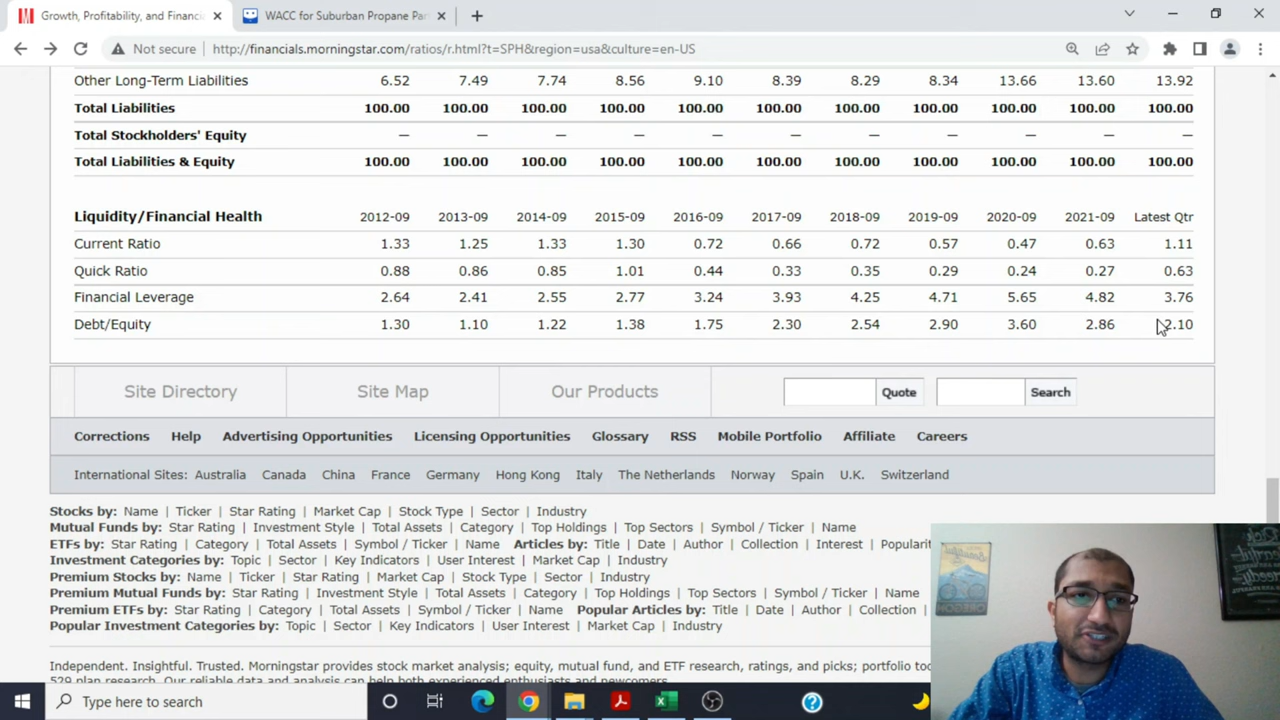 Growth, Profitability, and Financi
WACC for Suburban Propane Par
Not secure http://financials.morningstar.com/ratios/r.html?t=SPH&region=usa&culture=en-US
Other Long-Term Liabilities 6.52 7.49 7.74 8.56 9.10 8.39 8.29 8.34 13.66 13.60 13.92
Total Liabilities 100.00 100.00 100.00 100.00 100.00 100.00 100.00 100.00 100.00 100.00 100.00
Total Stockholders' Equity — — — — — — — — — — —
Total Liabilities & Equity 100.00 100.00 100.00 100.00 100.00 100.00 100.00 100.00 100.00 100.00 100.00
Liquidity/Financial Health 2012-09 2013-09 2014-09 2015-09 2016-09 2017-09 2018-09 2019-09 2020-09 2021-09 Latest Qtr
Current Ratio 1.33 1.25 1.33 1.30 0.72 0.66 0.72 0.57 0.47 0.63 1.11
Quick Ratio 0.88 0.86 0.85 1.01 0.44 0.33 0.35 0.29 0.24 0.27 0.63
Financial Leverage 2.64 2.41 2.55 2.77 3.24 3.93 4.25 4.71 5.65 4.82 3.76
Debt/Equity 1.30 1.10 1.22 1.38 1.75 2.30 2.54 2.90 3.60 2.86 2.10
Site Directory Site Map Our Products Quote Search
Corrections Help Advertising Opportunities Licensing Opportunities Glossary RSS Mobile Portfolio Affiliate Careers
International Sites: Australia Canada China France Germany Hong Kong Italy The Netherlands Norway Spain U.K. Switzerland
Stocks by: Name | Ticker | Star Rating | Market Cap | Stock Type | Sector | Industry
Mutual Funds by: Star Rating | Investment Style | Total Assets | Category | Top Holdings | Top Sectors | Symbol / Ticker | Name
ETFs by: Star Rating | Category | Total Assets | Symbol / Ticker | Name Articles by: Title | Date | Author | Collection | Interest | Popularit
Investment Categories by: Topic | Sector | Key Indicators | User Interest | Market Cap | Industry
Premium Stocks by: Name | Ticker | Star Rating | Market Cap | Stock Type | Sector | Industry
Premium Mutual Funds by: Star Rating | Investment Style | Total Assets | Category | Top Holdings | Top Sectors | Symbol / Ticker | Name
Premium ETFs by: Star Rating | Category | Total Assets | Symbol / Ticker | Name Popular Articles by: Title | Date | Author | Collection |
Popular Investment Categories by: Topic | Sector | Key Indicators | User Interest | Market Cap | Industry
Independent. Insightful. Trusted. Morningstar provides stock market analysis; equity, mutual fund, and ETF research, ratings, and picks; portfolio too
529 plan research. Our reliable data and analysis can help both experienced enthusiasts and newcomers.
OREGON
Type here to search